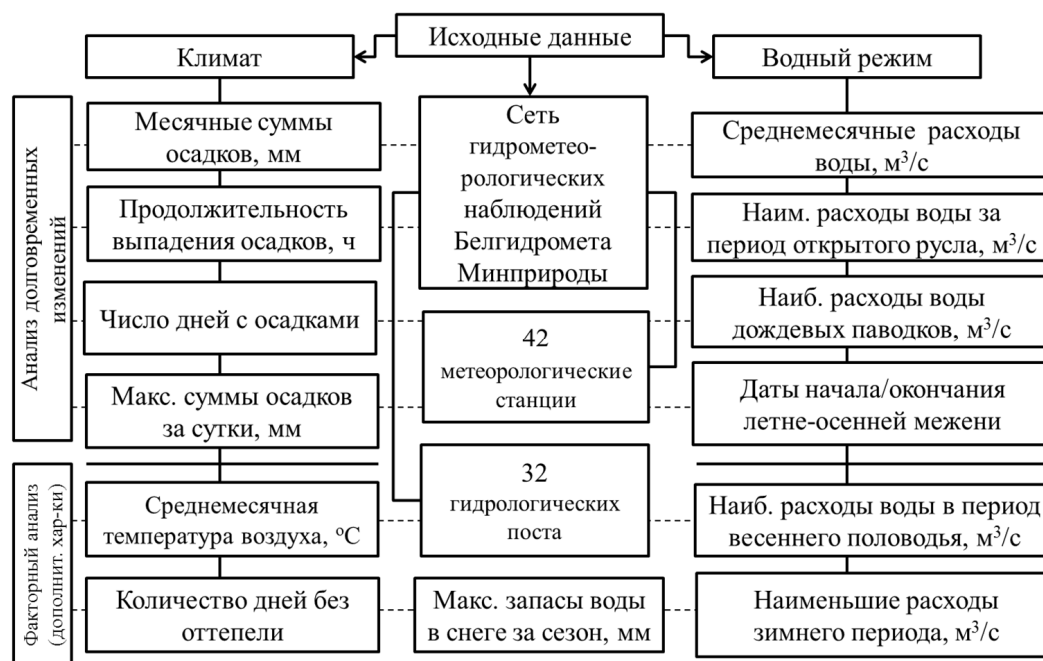 Исходные данные
Климат
Водный режим
Анализ долговременных
изменений
Месячные суммы
осадков, мм
Продолжительность
выпадения осадков, ч
Число дней с осадками
Макс. суммы осадков
за сутки, мм
Сеть
гидрометео-
рологических
наблюдений
Белгидромета
Минприроды
42
метеорологические
станции
Среднемесячные расходы
воды, м³/с
Наим. расходы воды за
период открытого русла, м³/с
Наиб. расходы воды
дождевых паводков, м³/с
Даты начала/окончания
летне-осенней межени
Факторный анализ
(дополнит. хар-ки)
Среднемесячная
температура воздуха, °С
Количество дней без
оттепели
32
гидрологических
поста
Макс. запасы воды
в снеге за сезон, мм
Наиб. расходы воды в период
весеннего половодья, м³/с
Наименьшие расходы
зимнего периода, м³/с